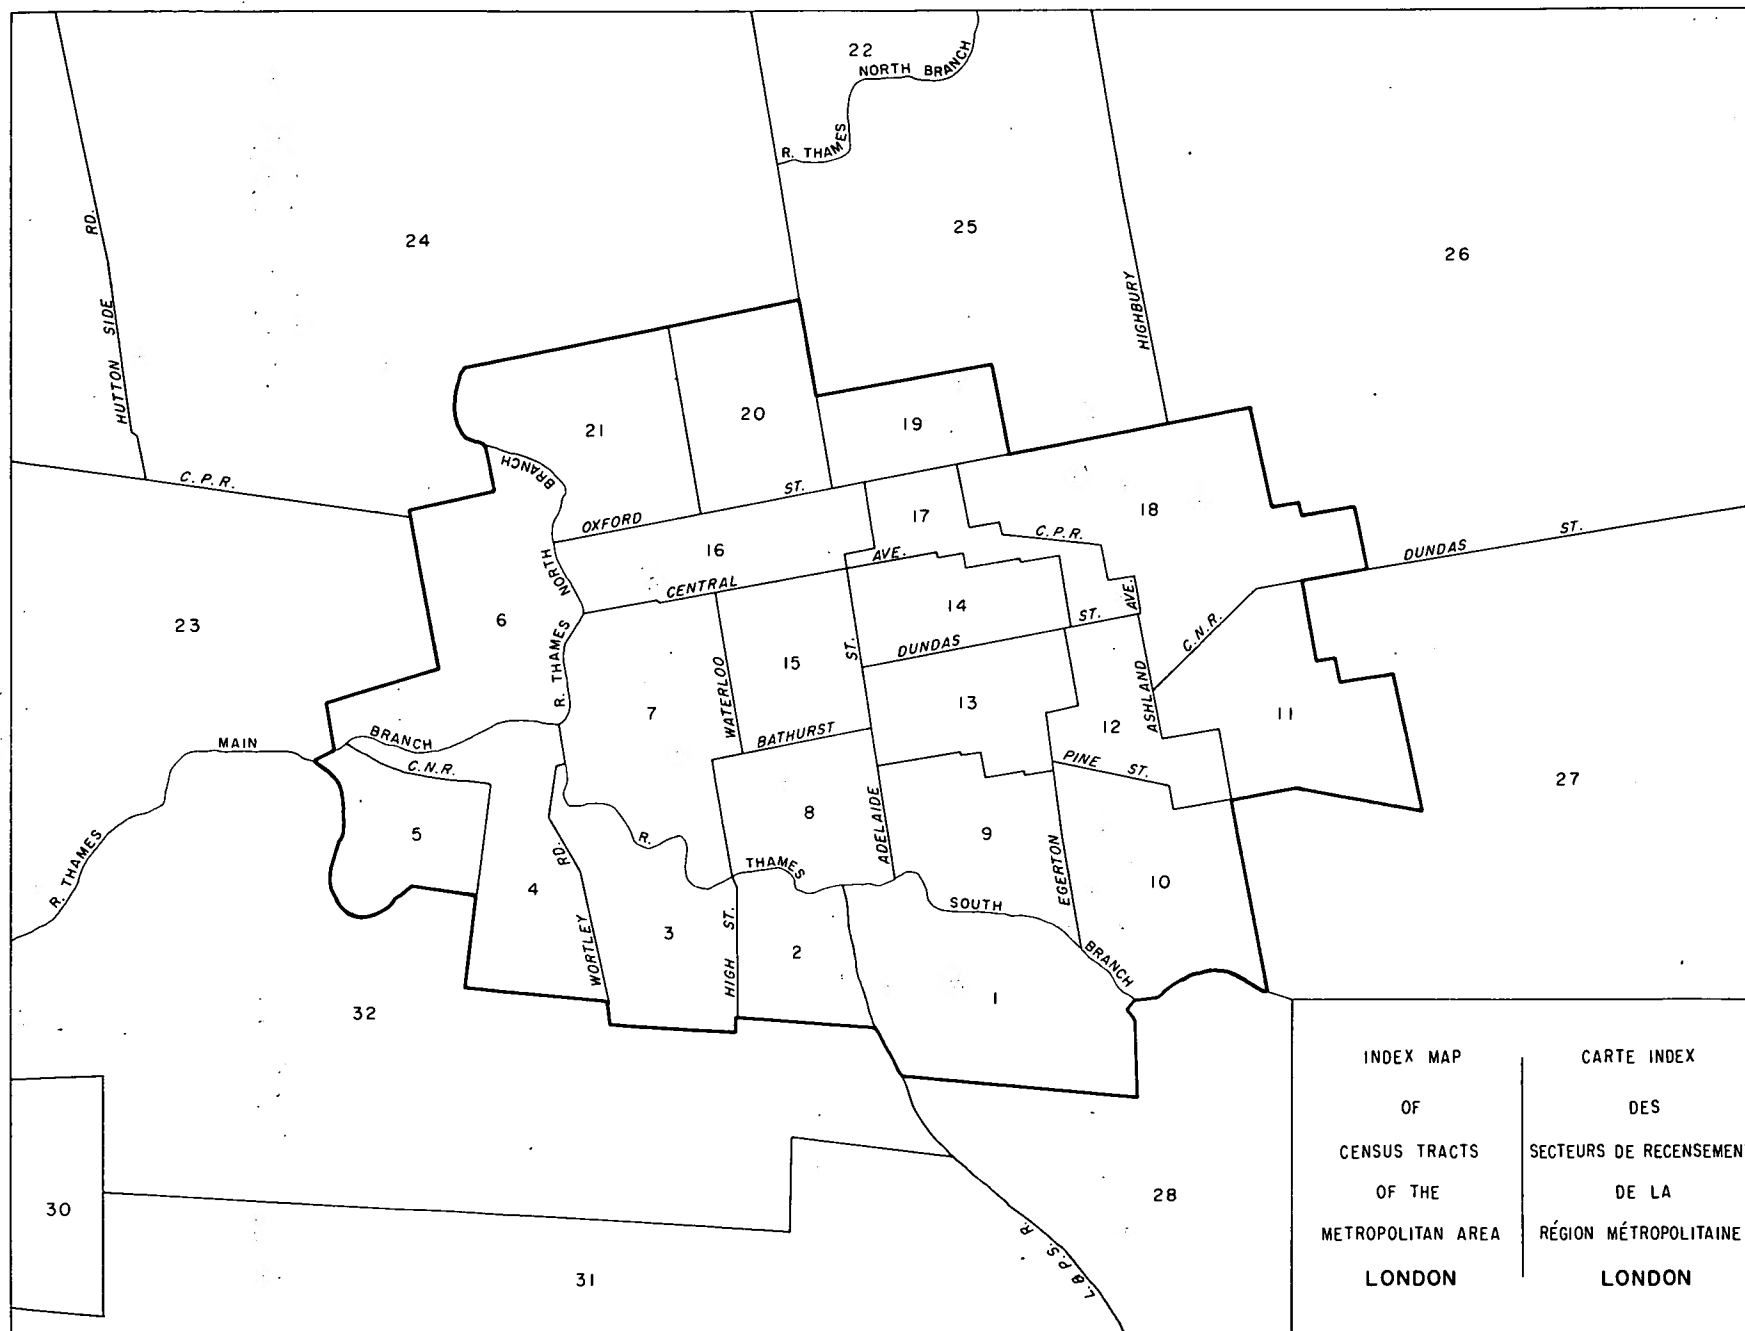 22
NORTH BRANCH
R. THAMES
HUTTON SIDE RD.
24
25
26
HIGHBURY
21
20
19
C. P. R.
BRANCH
NORTH
R. THAMES
OXFORD ST.
16
17
18
C. P. R.
DUNDAS ST.
CENTRAL AVE.
23
6
14
AVE.
ASHLAND
C. N. R.
DUNDAS ST.
15
ST.
ADELAIDE
WATERLOO
7
13
12
11
BATHURST
MAIN
BRANCH
C. N. R.
PINE ST.
27
R. THAMES
5
8
9
EGERTON
10
R. THAMES
SOUTH
BRANCH
4
WORTLEY RD.
3
HIGH ST.
2
1
32
30
31
28
L. & P. S. R.
INDEX MAP
OF
CENSUS TRACTS
OF THE
METROPOLITAN AREA
LONDON
CARTE INDEX
DES
SECTEURS DE RECENSEMEN
DE LA
RÉGION MÉTROPOLITAINE
LONDON